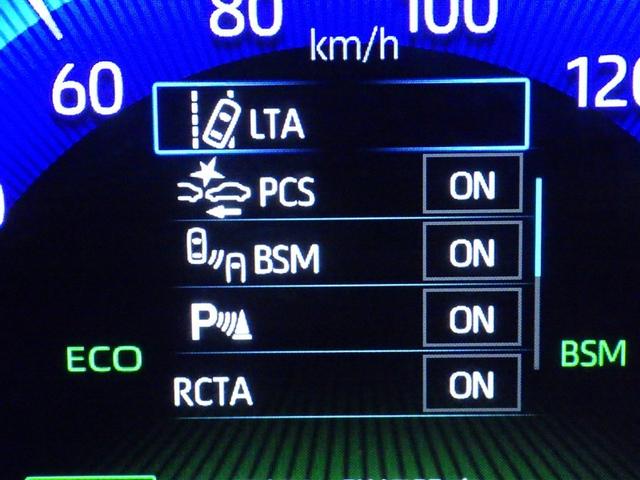 80 100
km/h
60 120
LTA
PCS ON
BSM ON
P ON
ECO BSM
RCTA ON